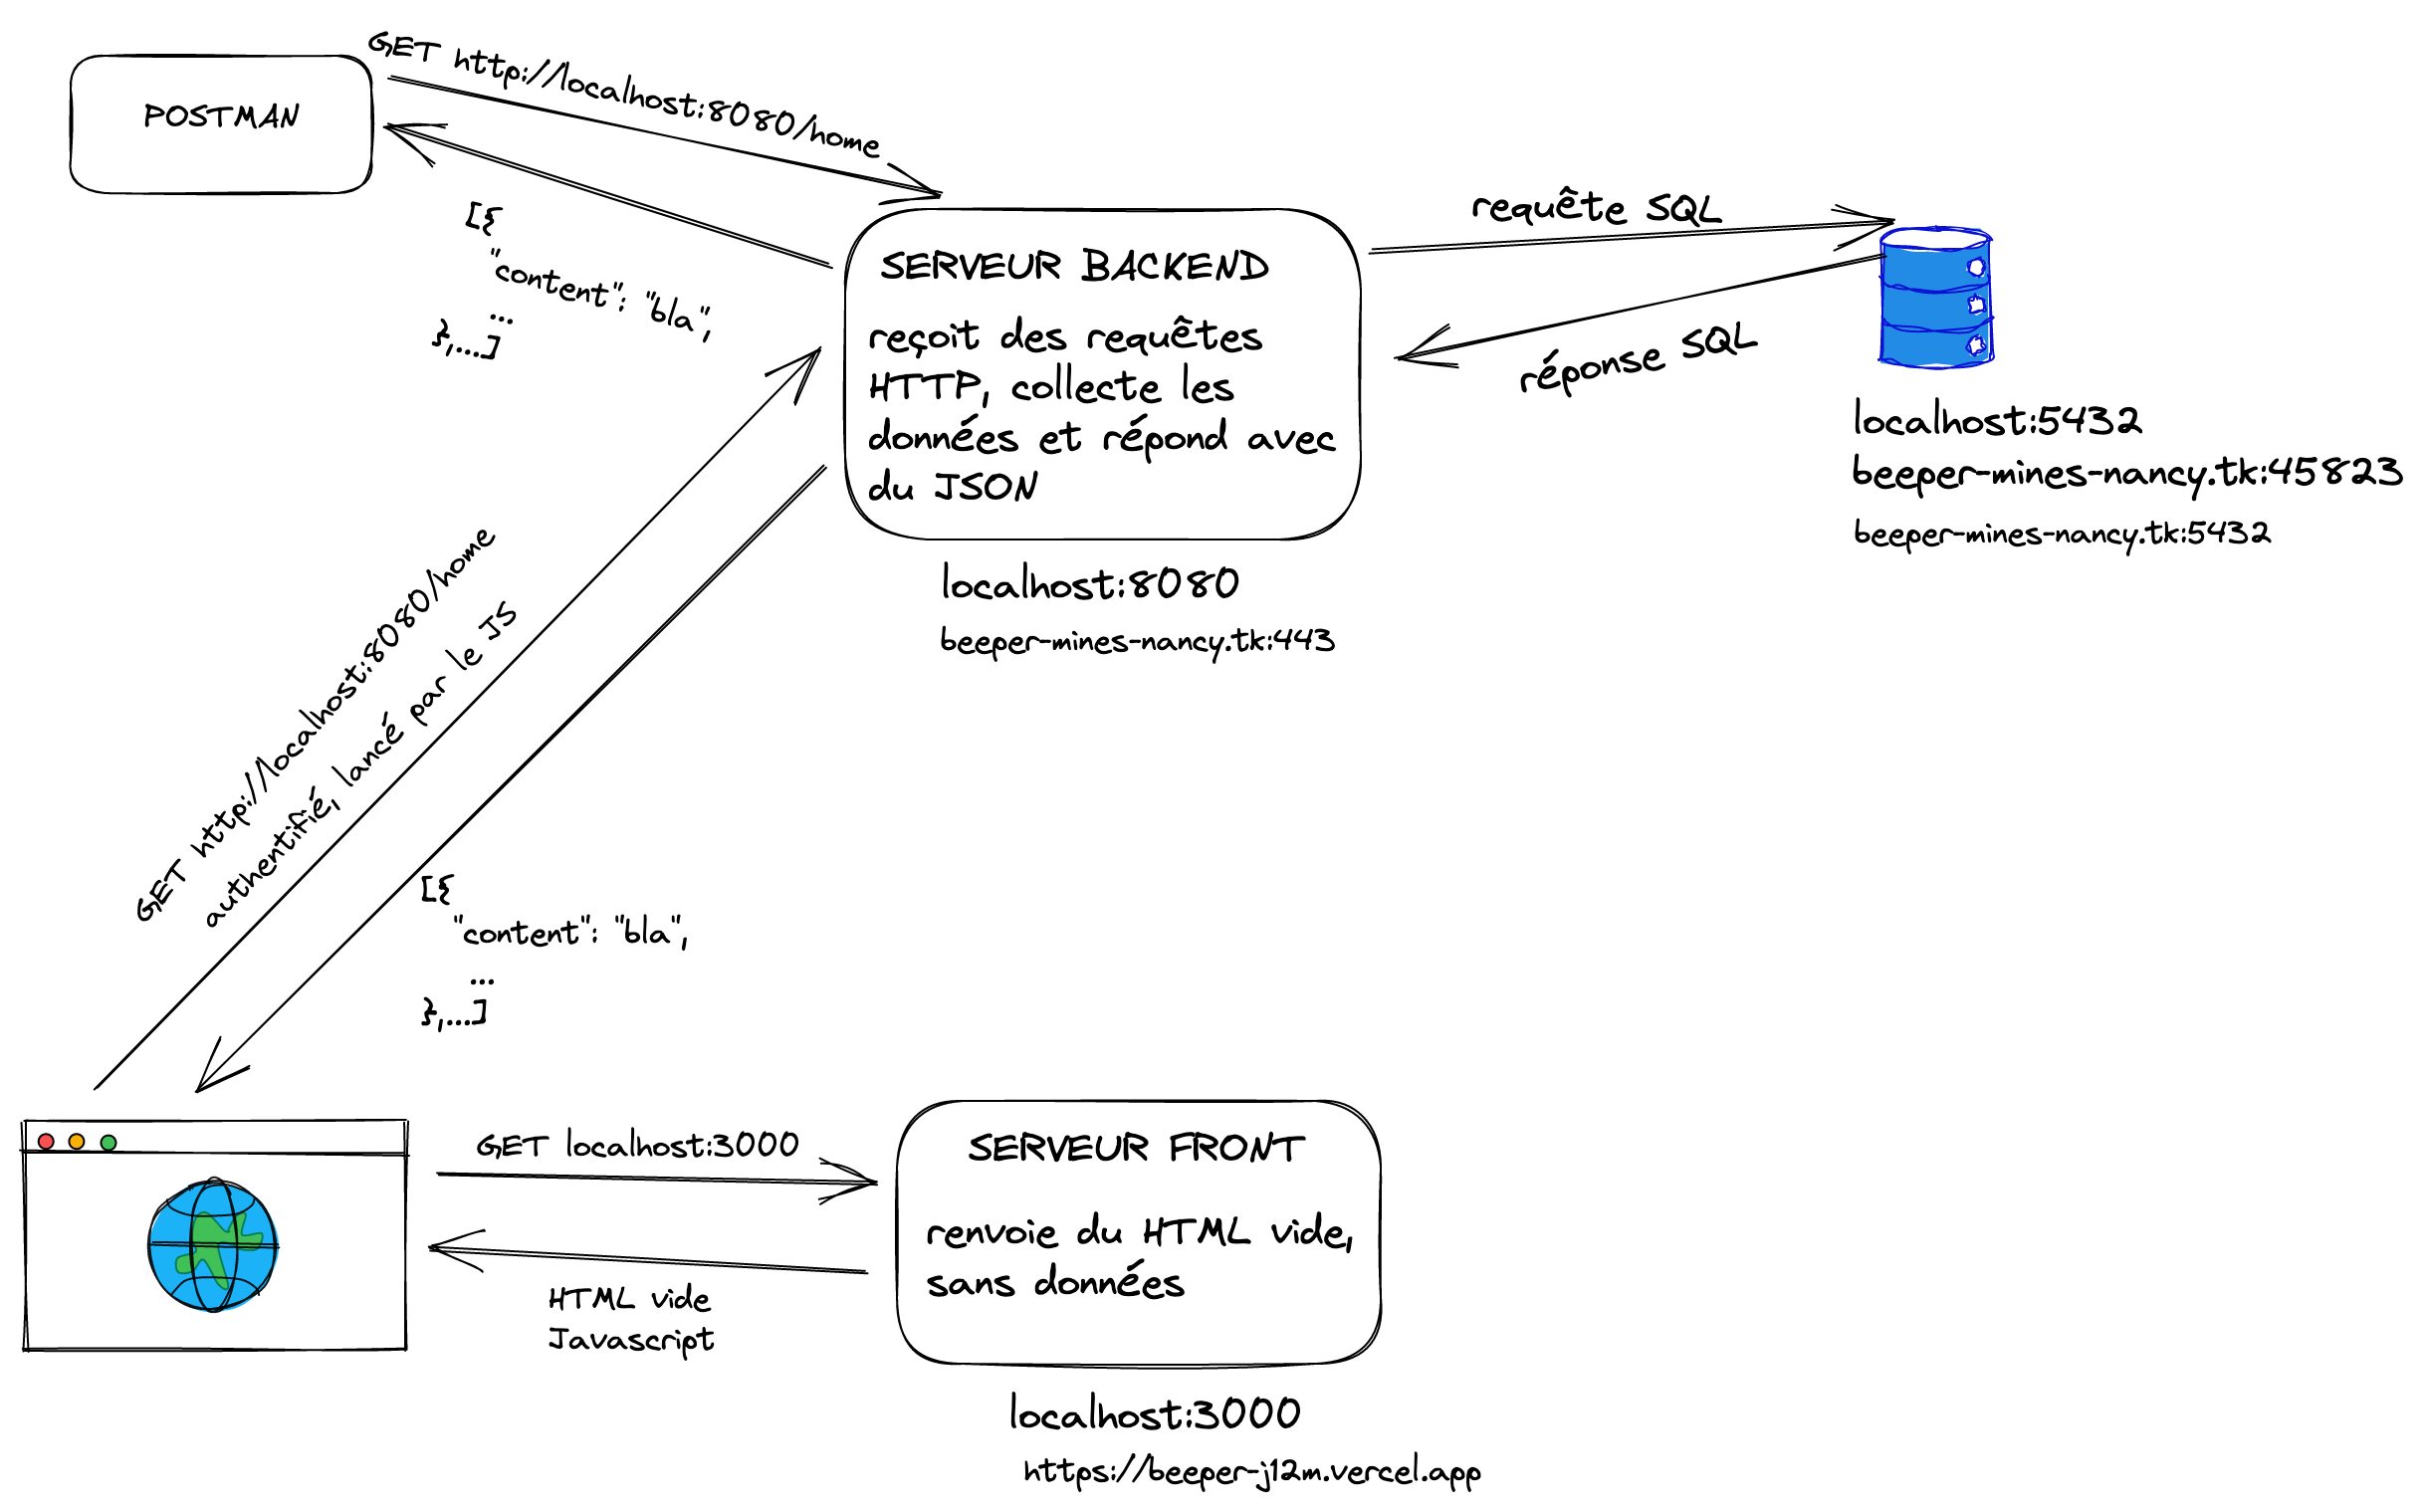 GET http://localhost:8080/home
POSTMAN
[{
"content": "bla",
...
},...]
requête SQL
réponse SQL
SERVEUR BACKEND
reçoit des requêtes
HTTP, collecte les
données et répond avec
du JSON
localhost:8080
beeper-mines-nancy.tk:443
localhost:5432
beeper-mines-nancy.tk:45823
beeper-mines-nancy.tk:5432
GET http://localhost:8080/home
authentifié, lancé par le JS
[{
"content": "bla",
...
},...]
GET localhost:3000
HTML vide
Javascript
SERVEUR FRONT
renvoie du HTML vide,
sans données
localhost:3000
https://beeper-j12m.vercel.app